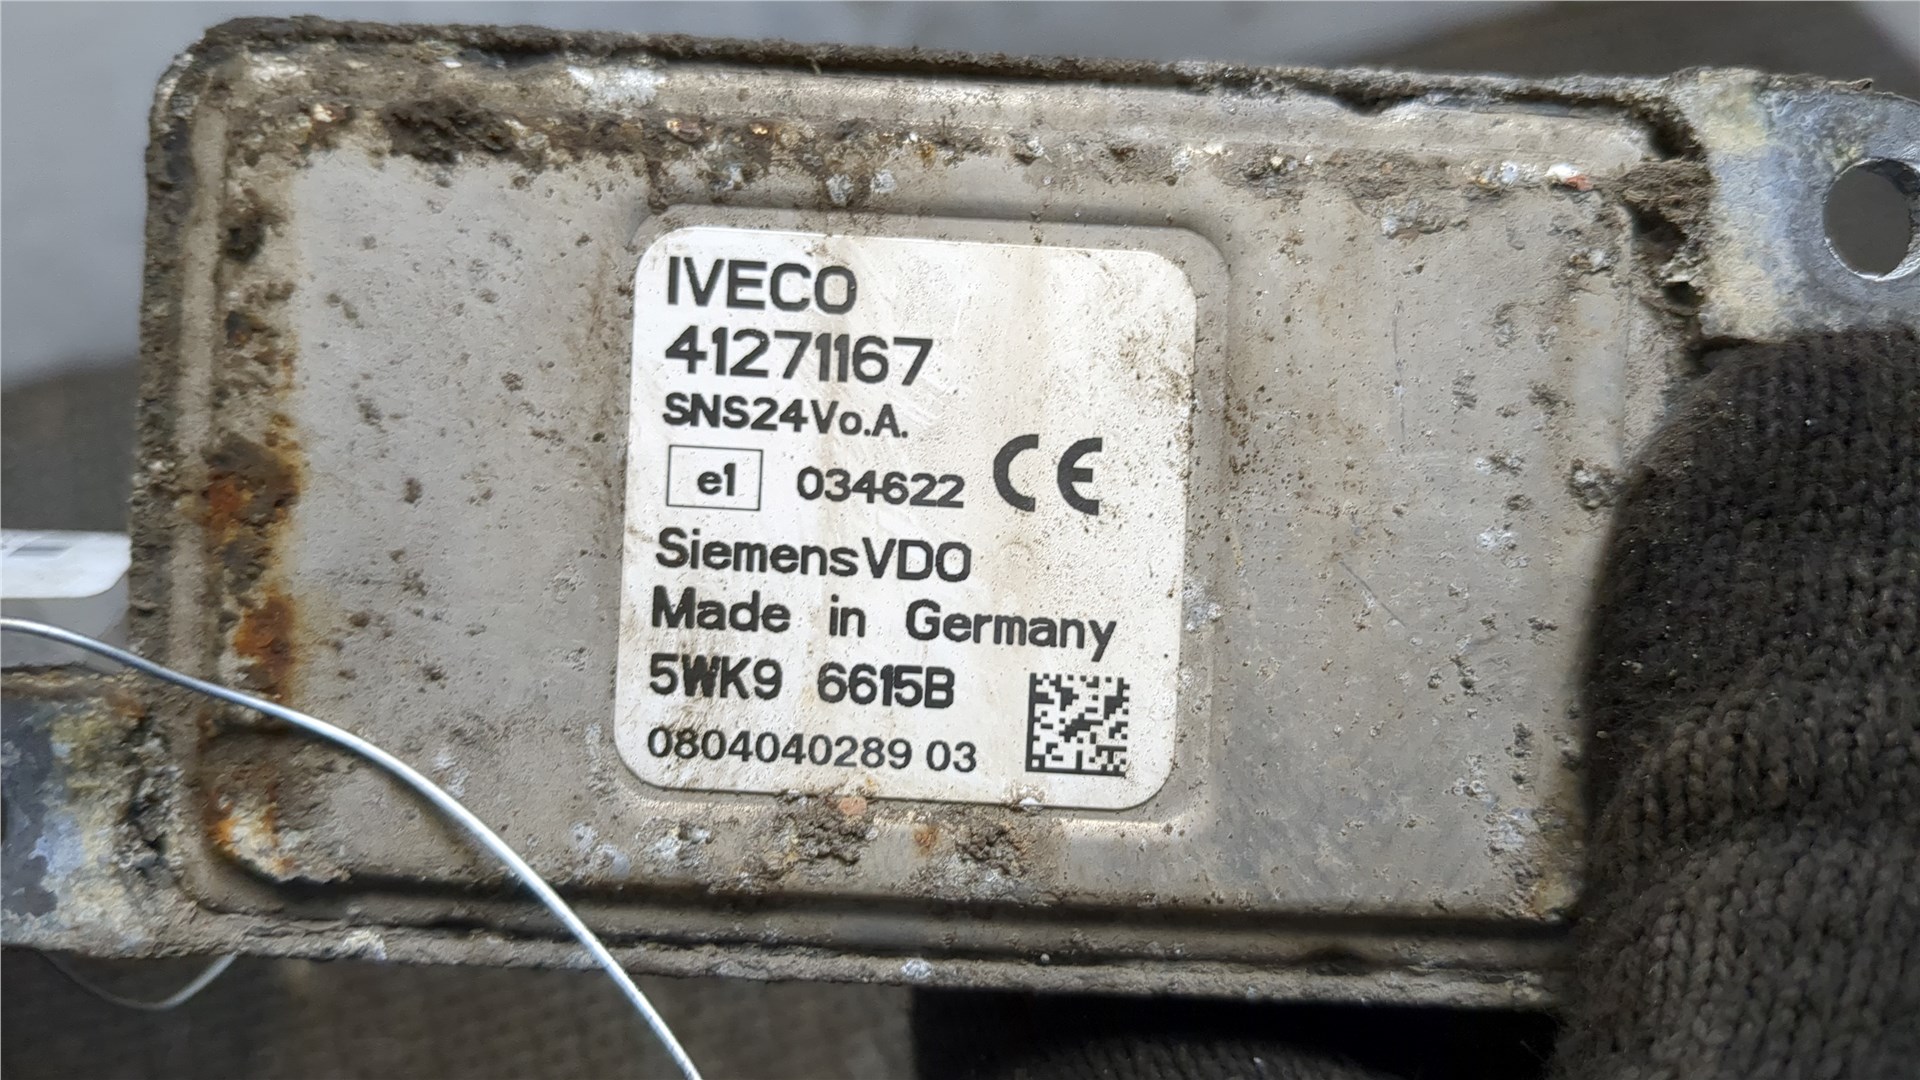 IVECO
41271167
SNS24Vo.A.
e1 034622 CE
SiemensVDO
Made in Germany
5WK9 6615B
0804040289 03